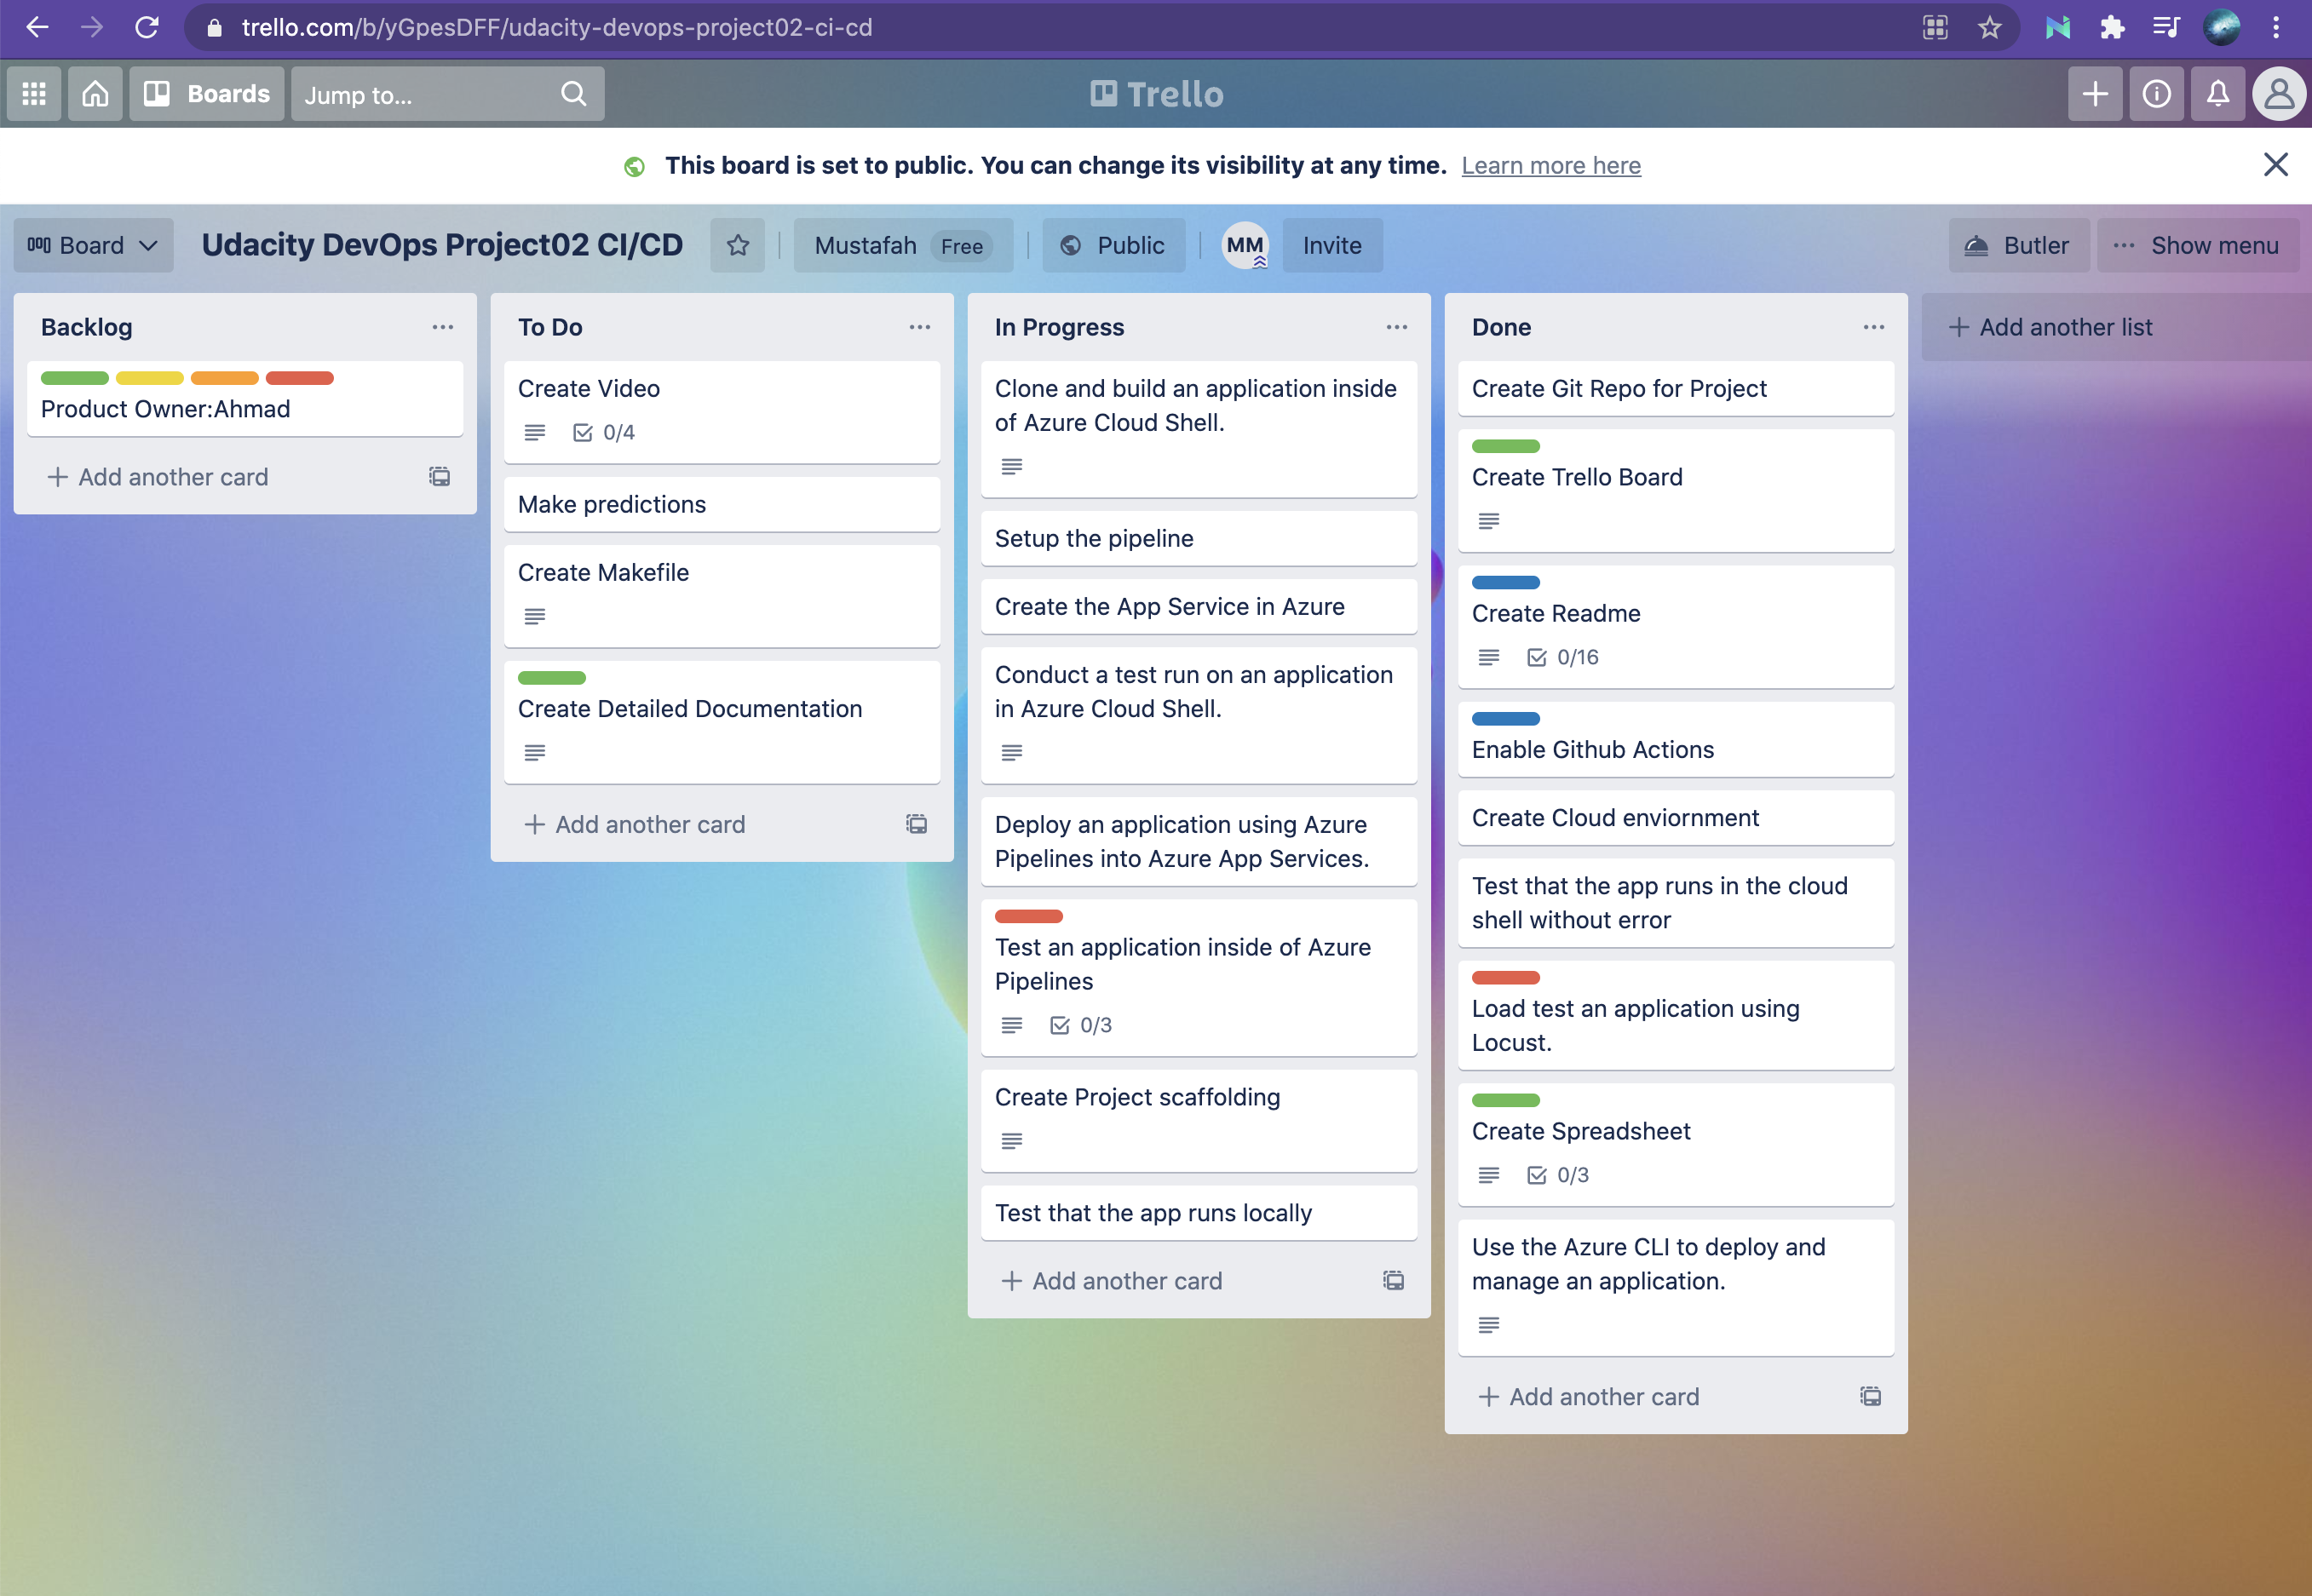 trello.com/b/yGpesDFF/udacity-devops-project02-ci-cd
Boards
Jump to...
Trello
This board is set to public. You can change its visibility at any time. Learn more here
Board
Udacity DevOps Project02 CI/CD
Mustafah Free
Public
MM
Invite
Butler
Show menu
Backlog
Product Owner:Ahmad
Add another card
To Do
Create Video
0/4
Make predictions
Create Makefile
Create Detailed Documentation
Add another card
In Progress
Clone and build an application inside
of Azure Cloud Shell.
Setup the pipeline
Create the App Service in Azure
Conduct a test run on an application
in Azure Cloud Shell.
Deploy an application using Azure
Pipelines into Azure App Services.
Test an application inside of Azure
Pipelines
0/3
Create Project scaffolding
Test that the app runs locally
Add another card
Done
Create Git Repo for Project
Create Trello Board
Create Readme
0/16
Enable Github Actions
Create Cloud enviornment
Test that the app runs in the cloud
shell without error
Load test an application using
Locust.
Create Spreadsheet
0/3
Use the Azure CLI to deploy and
manage an application.
Add another card
Add another list